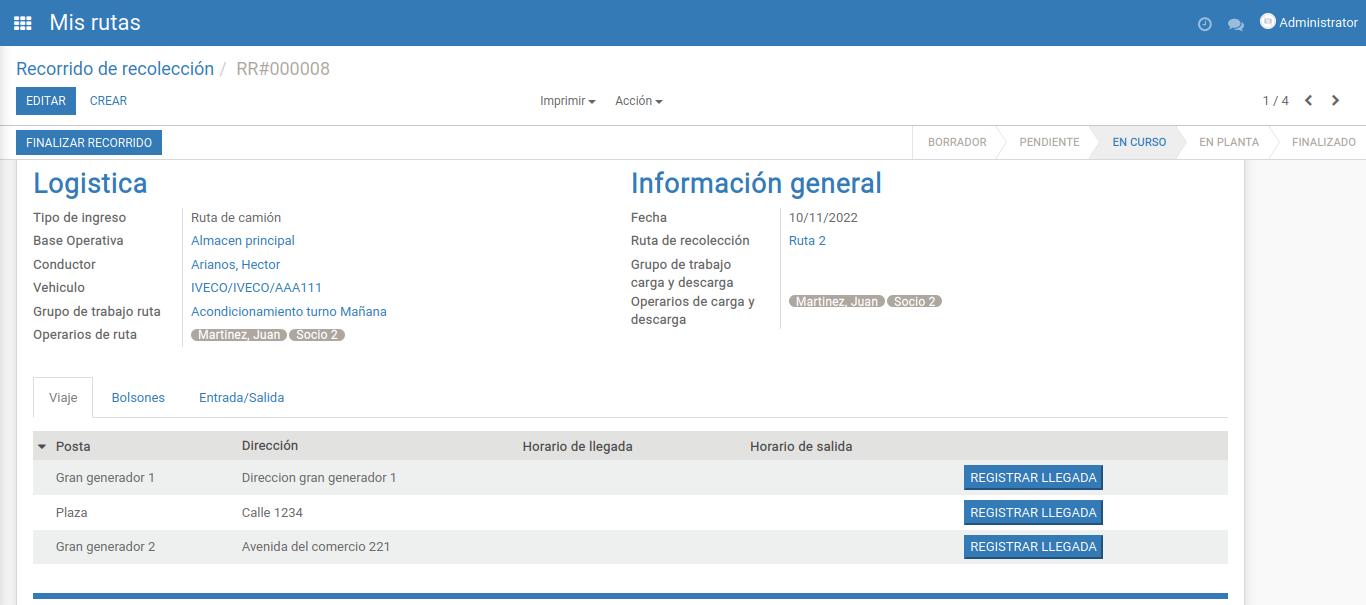 Mis rutas
Administrator
Recorrido de recolección / RR#000008
EDITAR CREAR Imprimir Acción 1 / 4
FINALIZAR RECORRIDO BORRADOR PENDIENTE EN CURSO EN PLANTA FINALIZADO
Logistica
Tipo de ingreso Ruta de camión
Base Operativa Almacen principal
Conductor Arianos, Hector
Vehiculo IVECO/IVECO/AAA111
Grupo de trabajo ruta Acondicionamiento turno Mañana
Operarios de ruta Martinez, Juan Socio 2
Información general
Fecha 10/11/2022
Ruta de recolección Ruta 2
Grupo de trabajo
carga y descarga
Operarios de carga y Martinez, Juan Socio 2
descarga
Viaje Bolsones Entrada/Salida
Posta Dirección Horario de llegada Horario de salida
Gran generador 1 Direccion gran generador 1 REGISTRAR LLEGADA
Plaza Calle 1234 REGISTRAR LLEGADA
Gran generador 2 Avenida del comercio 221 REGISTRAR LLEGADA